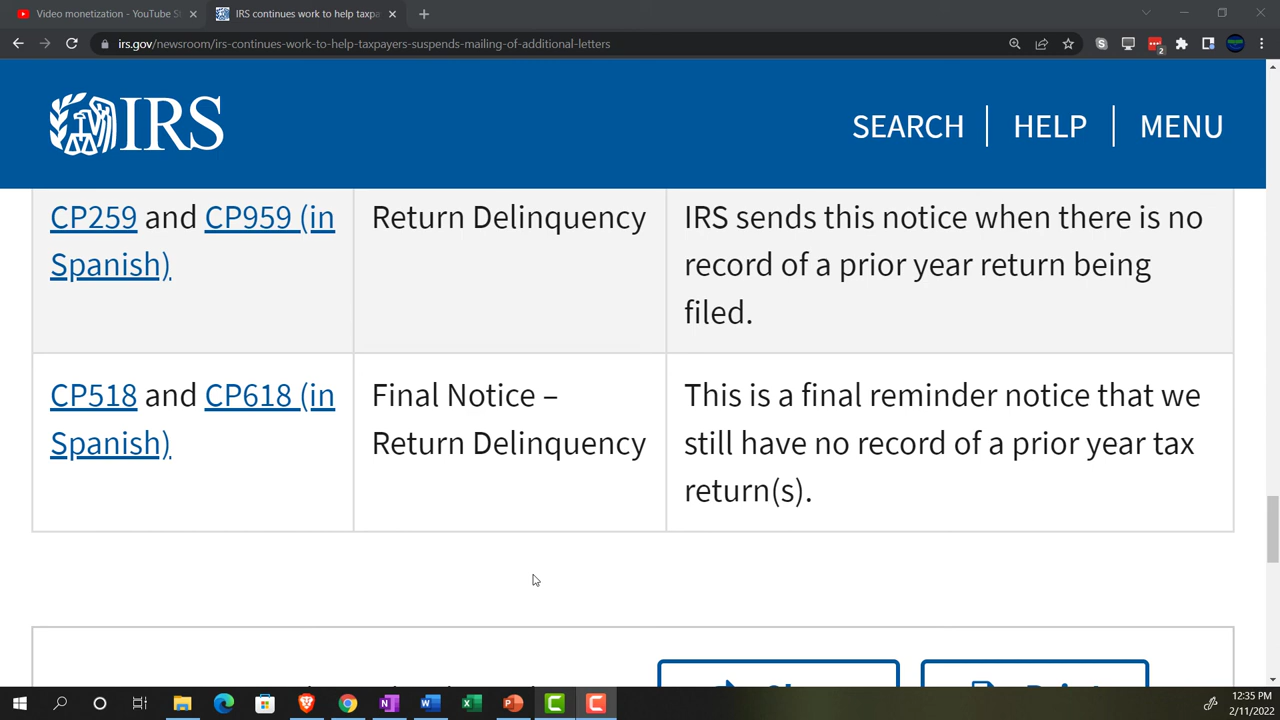 Video monetization - YouTube S
IRS continues work to help taxpa
irs.gov/newsroom/irs-continues-work-to-help-taxpayers-suspends-mailing-of-additional-letters
2
IRS
SEARCH
HELP
MENU
CP259 and CP959 (in
Spanish)
Return Delinquency
IRS sends this notice when there is no
record of a prior year return being
filed.
CP518 and CP618 (in
Spanish)
Final Notice –
Return Delinquency
This is a final reminder notice that we
still have no record of a prior year tax
return(s).
12:35 PM
2/11/2022